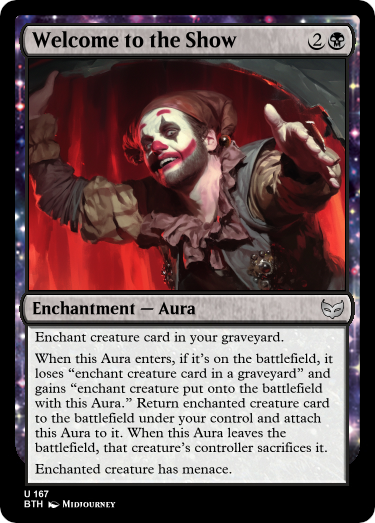 Welcome to the Show 2
Enchantment — Aura
Enchant creature card in your graveyard.
When this Aura enters, if it's on the battlefield, it
loses “enchant creature card in a graveyard” and
gains “enchant creature put onto the battlefield
with this Aura.” Return enchanted creature card
to the battlefield under your control and attach
this Aura to it. When this Aura leaves the
battlefield, that creature's controller sacrifices it.
Enchanted creature has menace.
U 167
BTH Midjourney